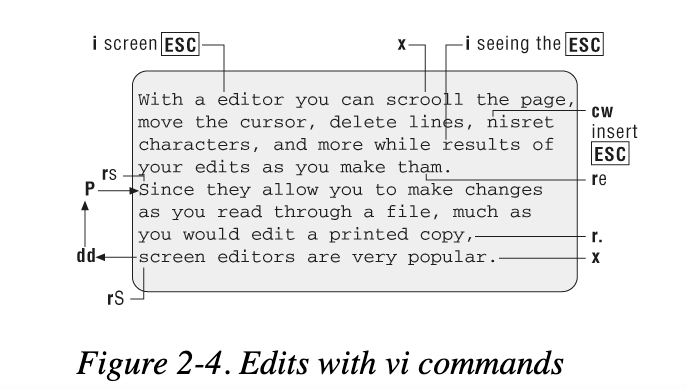 i screen ESC x i seeing the ESC
With a editor you can scrooll the page,
move the cursor, delete lines, nisret
cw
insert
ESC
characters, and more while results of
your edits as you make tham.
rs
re
P
Since they allow you to make changes
as you read through a file, much as
you would edit a printed copy,
r.
dd
screen editors are very popular.
x
rS
Figure 2-4. Edits with vi commands